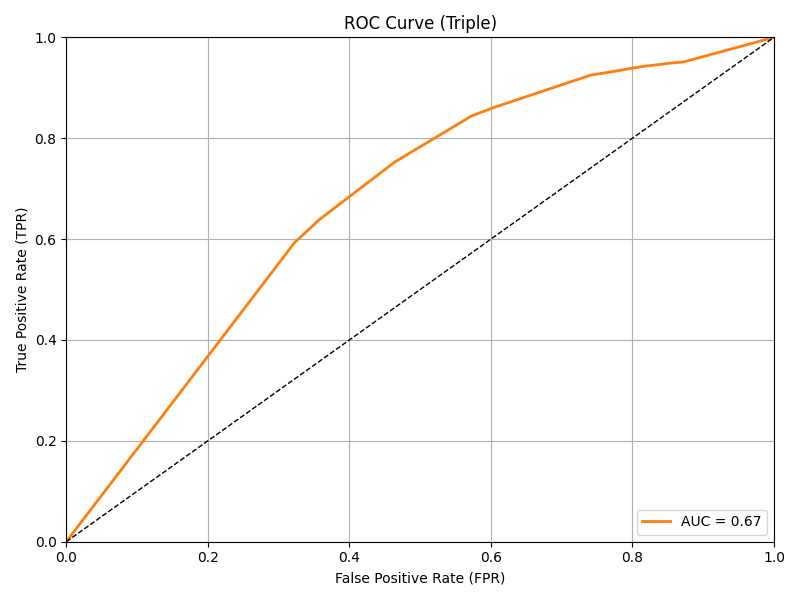 ROC Curve (Triple)
1.0
0.8
0.6
0.4
0.2
0.0
True Positive Rate (TPR)
AUC = 0.67
0.0 0.2 0.4 0.6 0.8 1.0
False Positive Rate (FPR)